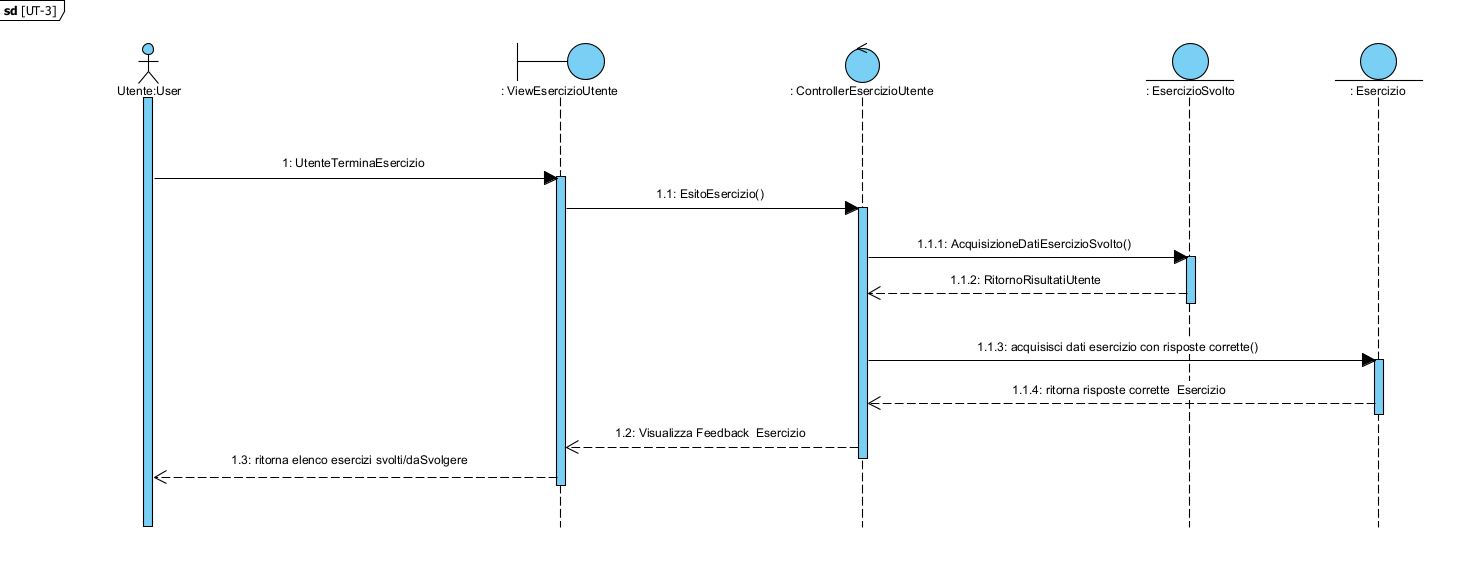 sd [UT-3]
Utente:User
: ViewEsercizioUtente
: ControllerEsercizioUtente
: EsercizioSvolto
: Esercizio
1: UtenteTerminaEsercizio
1.1: EsitoEsercizio()
1.1.1: AcquisizioneDatiEsercizioSvolto()
1.1.2: RitornoRisultatiUtente
1.1.3: acquisisci dati esercizio con risposte corrette()
1.1.4: ritorna risposte corrette  Esercizio
1.2: Visualizza Feedback  Esercizio
1.3: ritorna elenco esercizi svolti/daSvolgere